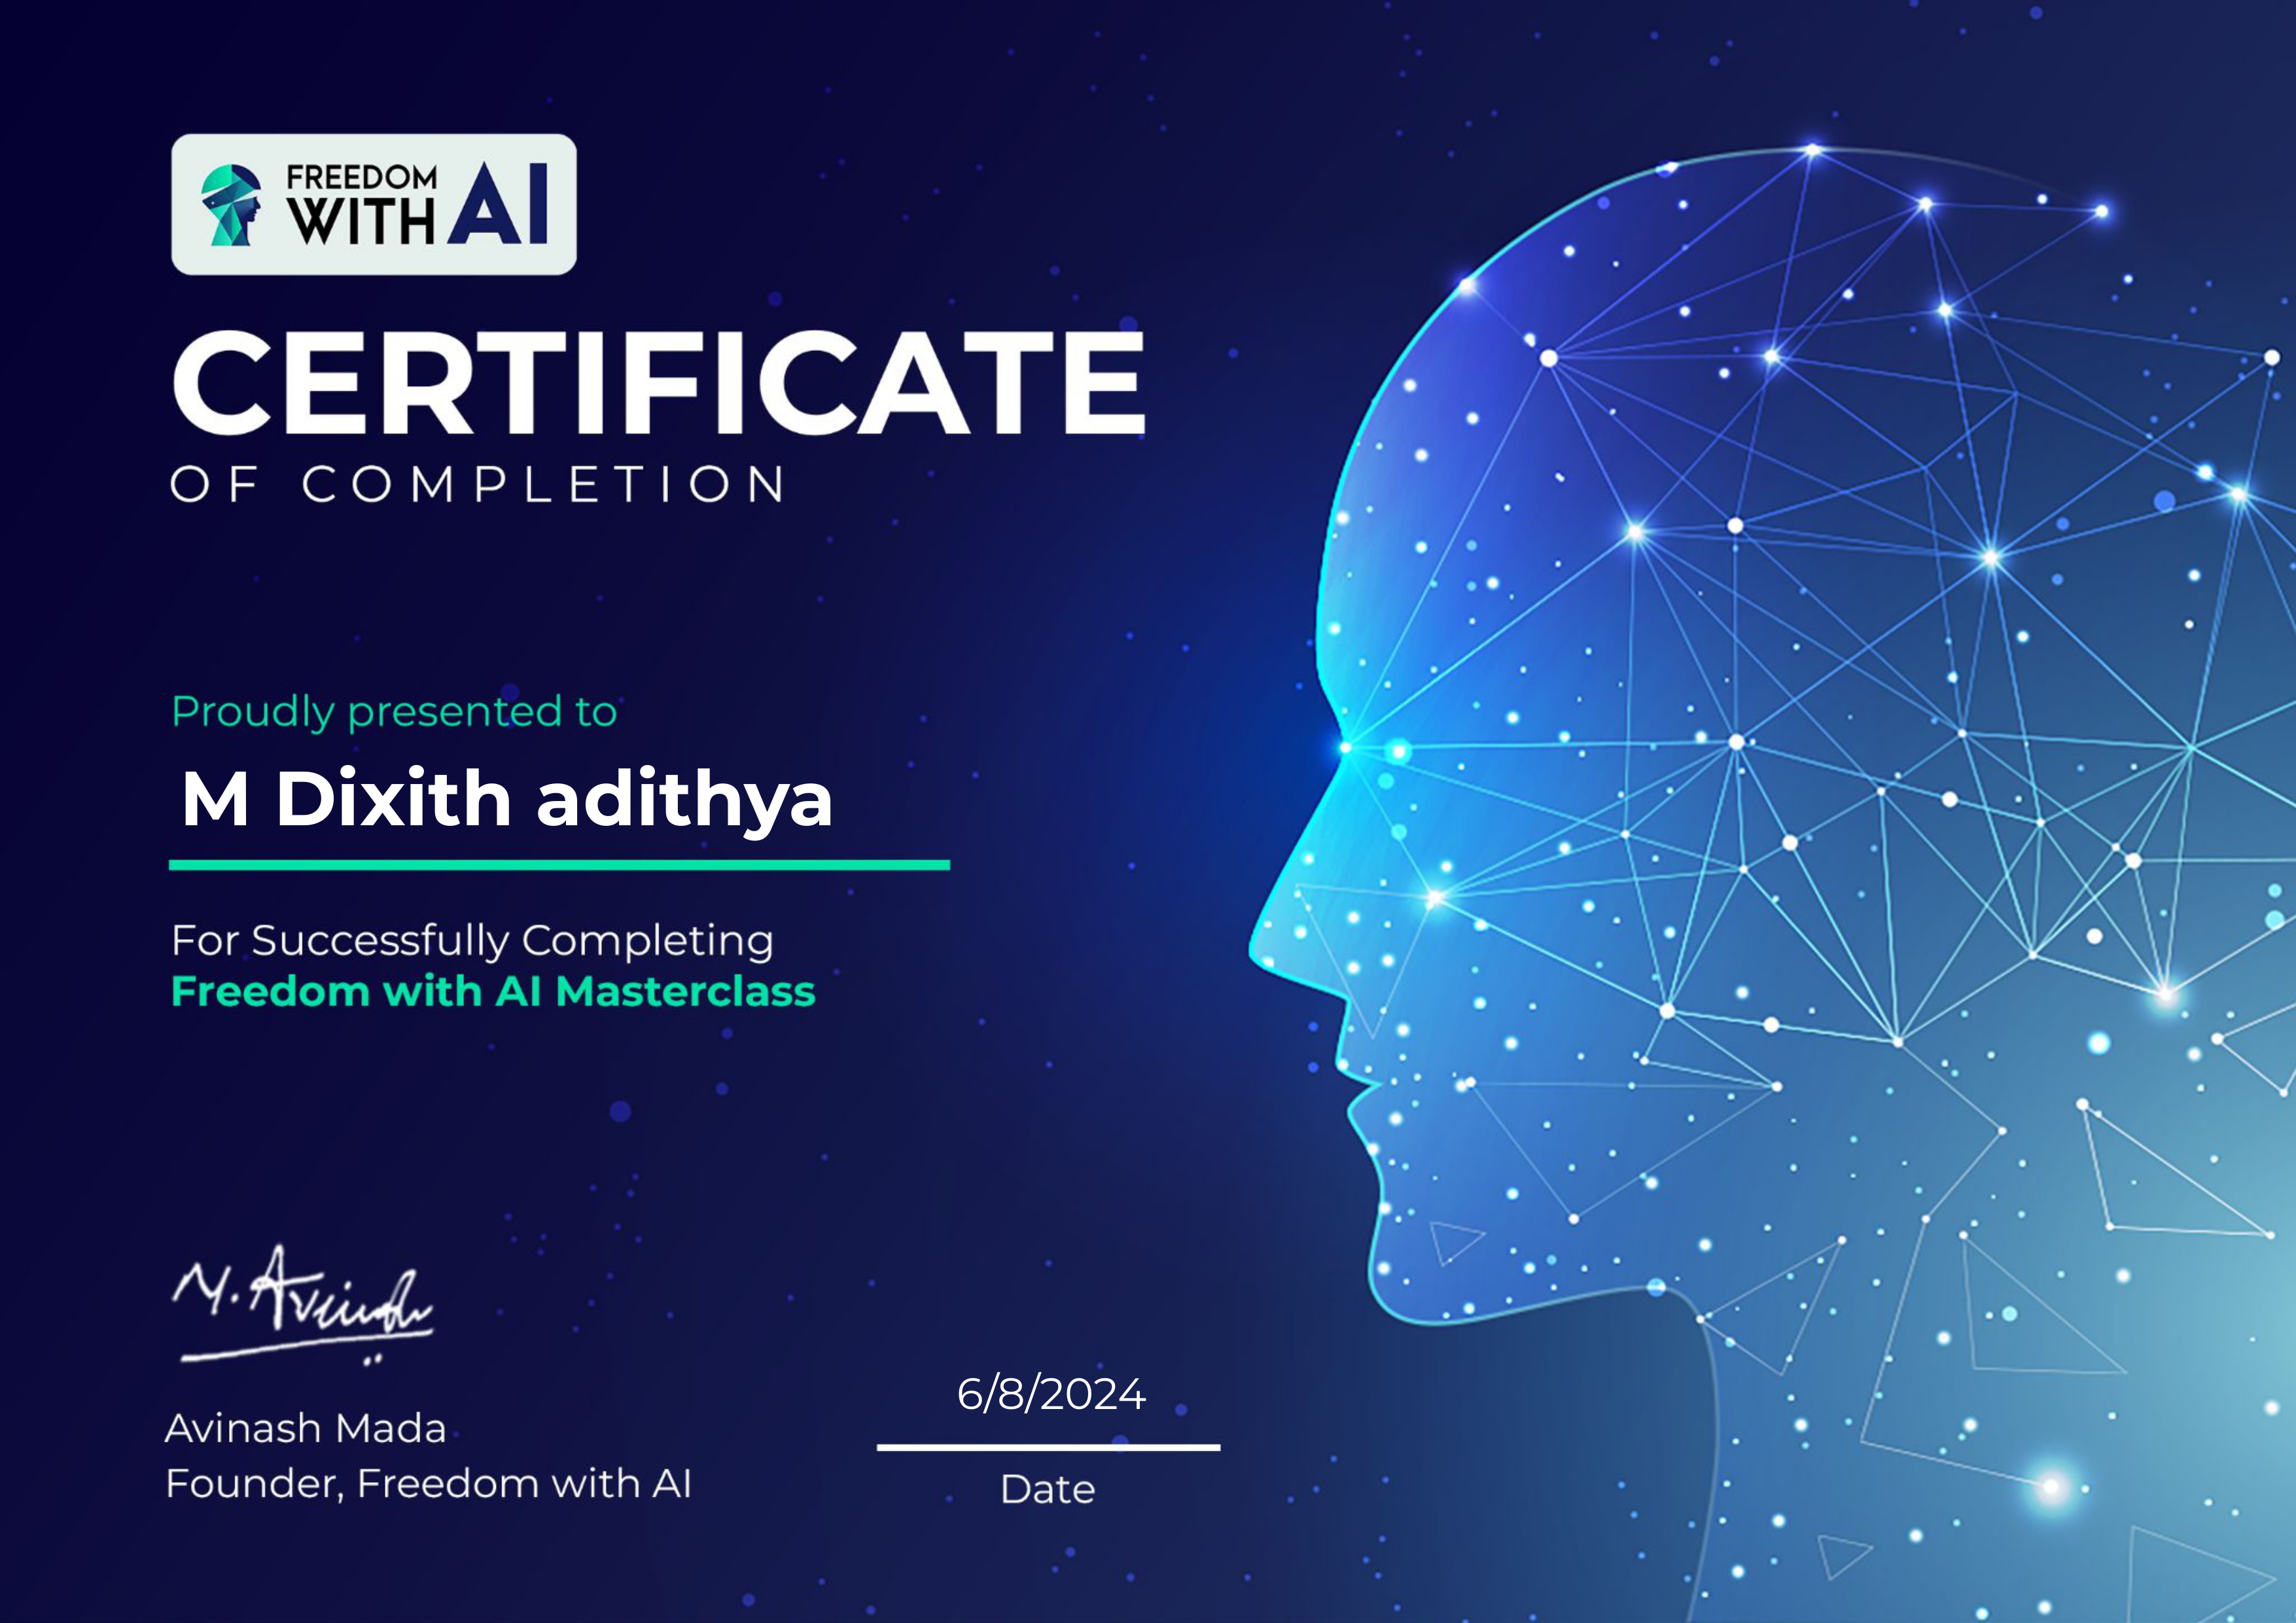 FREEDOM
WITH AI
CERTIFICATE
OF COMPLETION
Proudly presented to
M Dixith adithya
For Successfully Completing
Freedom with AI Masterclass
M. Avinash
Avinash Mada
Founder, Freedom with AI
6/8/2024
Date